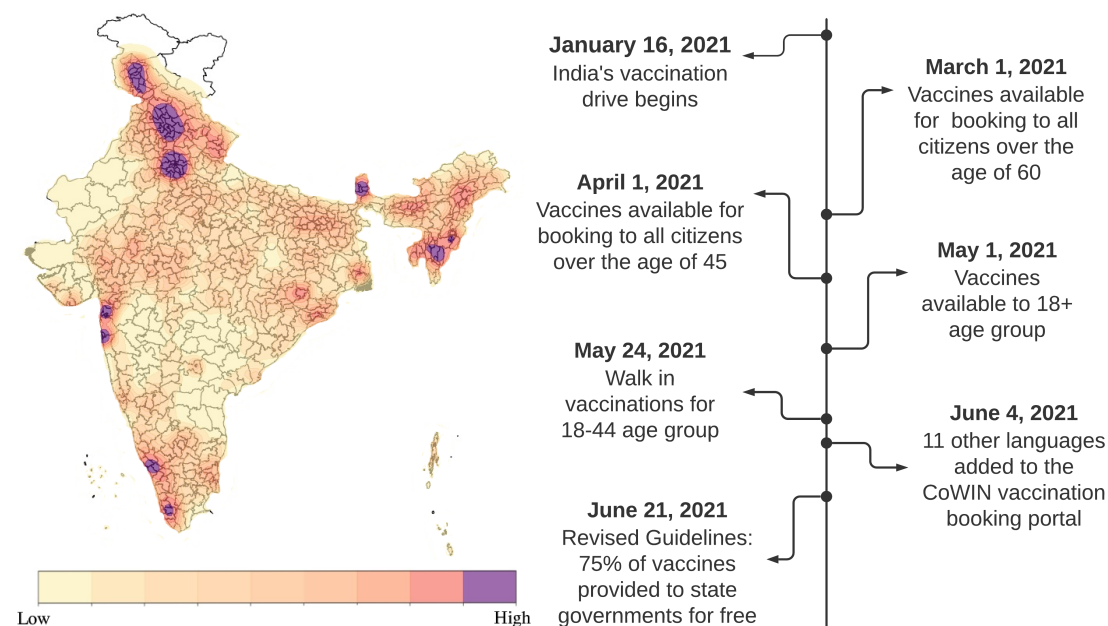 January 16, 2021
India's vaccination
drive begins
March 1, 2021
Vaccines available
for booking to all
citizens over the
age of 60
April 1, 2021
Vaccines available for
booking to all citizens
over the age of 45
May 1, 2021
Vaccines
available to 18+
age group
May 24, 2021
Walk in
vaccinations for
18-44 age group
June 4, 2021
11 other languages
added to the
CoWIN vaccination
booking portal
June 21, 2021
Revised Guidelines:
75% of vaccines
provided to state
governments for free
Low
High